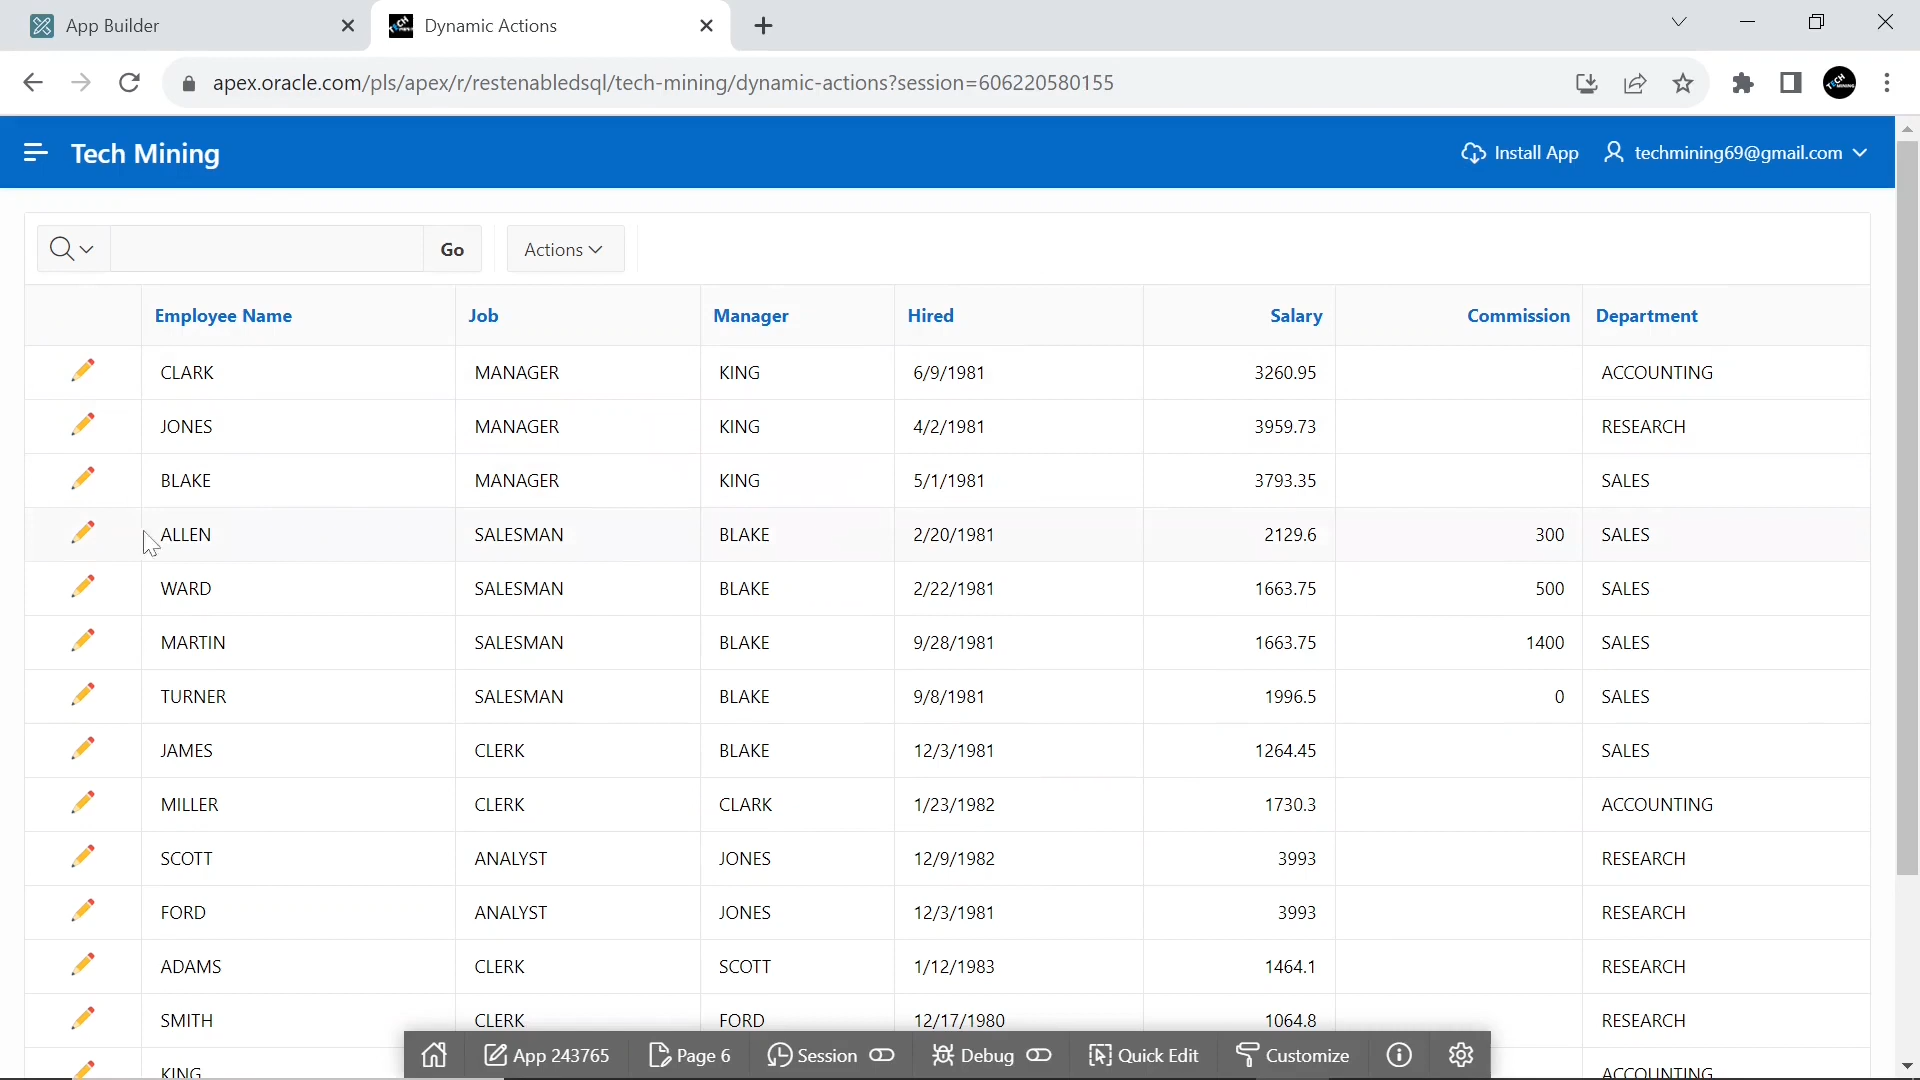 App Builder
Dynamic Actions
apex.oracle.com/pls/apex/r/restenabledsql/tech-mining/dynamic-actions?session=606220580155
Tech Mining
Install App
techmining69@gmail.com
Go
Actions
Employee Name Job Manager Hired Salary Commission Department
CLARK MANAGER KING 6/9/1981 3260.95 ACCOUNTING
JONES MANAGER KING 4/2/1981 3959.73 RESEARCH
BLAKE MANAGER KING 5/1/1981 3793.35 SALES
ALLEN SALESMAN BLAKE 2/20/1981 2129.6 300 SALES
WARD SALESMAN BLAKE 2/22/1981 1663.75 500 SALES
MARTIN SALESMAN BLAKE 9/28/1981 1663.75 1400 SALES
TURNER SALESMAN BLAKE 9/8/1981 1996.5 0 SALES
JAMES CLERK BLAKE 12/3/1981 1264.45 SALES
MILLER CLERK CLARK 1/23/1982 1730.3 ACCOUNTING
SCOTT ANALYST JONES 12/9/1982 3993 RESEARCH
FORD ANALYST JONES 12/3/1981 3993 RESEARCH
ADAMS CLERK SCOTT 1/12/1983 1464.1 RESEARCH
SMITH CLERK FORD 12/17/1980 1064.8 RESEARCH
KING ACCOUNTING
App 243765 Page 6 Session Debug Quick Edit Customize